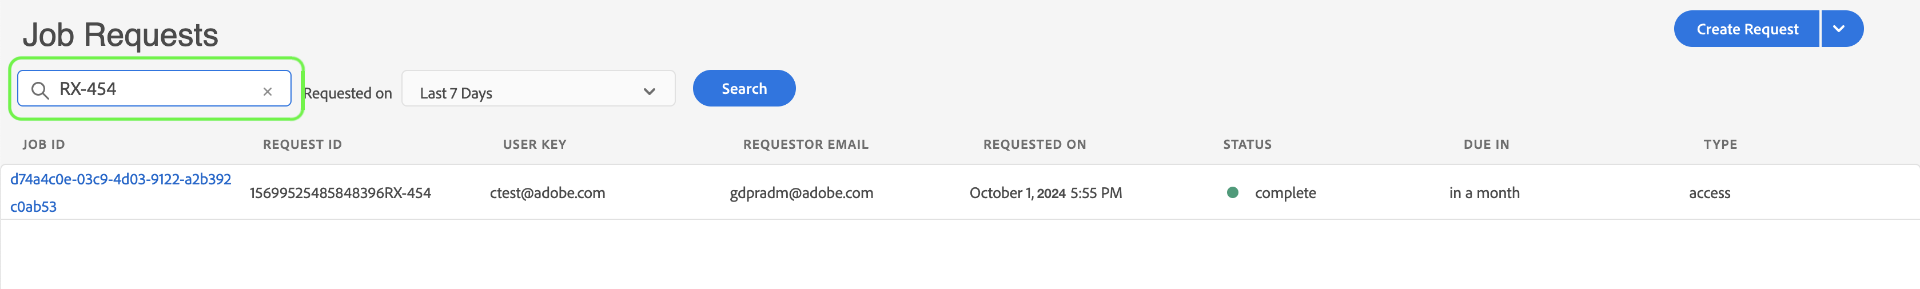 Job Requests
Create Request
RX-454
Requested on
Last 7 Days
Search
JOB ID REQUEST ID USER KEY REQUESTOR EMAIL REQUESTED ON STATUS DUE IN TYPE
d74a4c0e-03c9-4d03-9122-a2b392 15699525485848396RX-454 ctest@adobe.com gdpradm@adobe.com October 1, 2024 5:55 PM complete in a month access
c0ab53